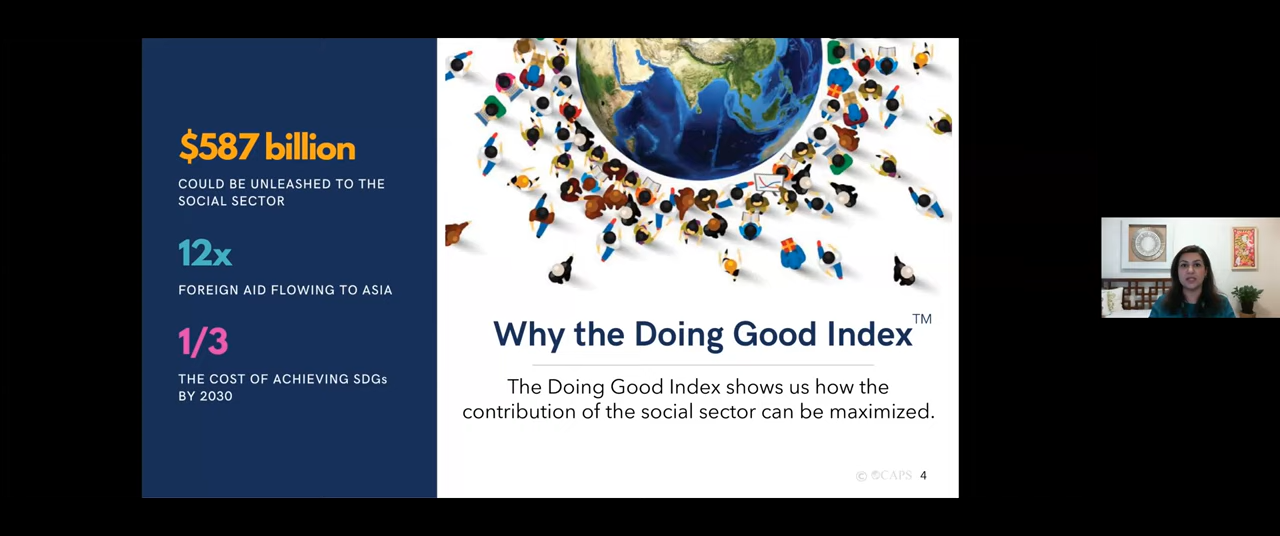 $587 billion
COULD BE UNLEASHED TO THE
SOCIAL SECTOR
12x
FOREIGN AID FLOWING TO ASIA
1/3
THE COST OF ACHIEVING SDGs
BY 2030
Why the Doing Good Index™
The Doing Good Index shows us how the
contribution of the social sector can be maximized.
© CAPS 4